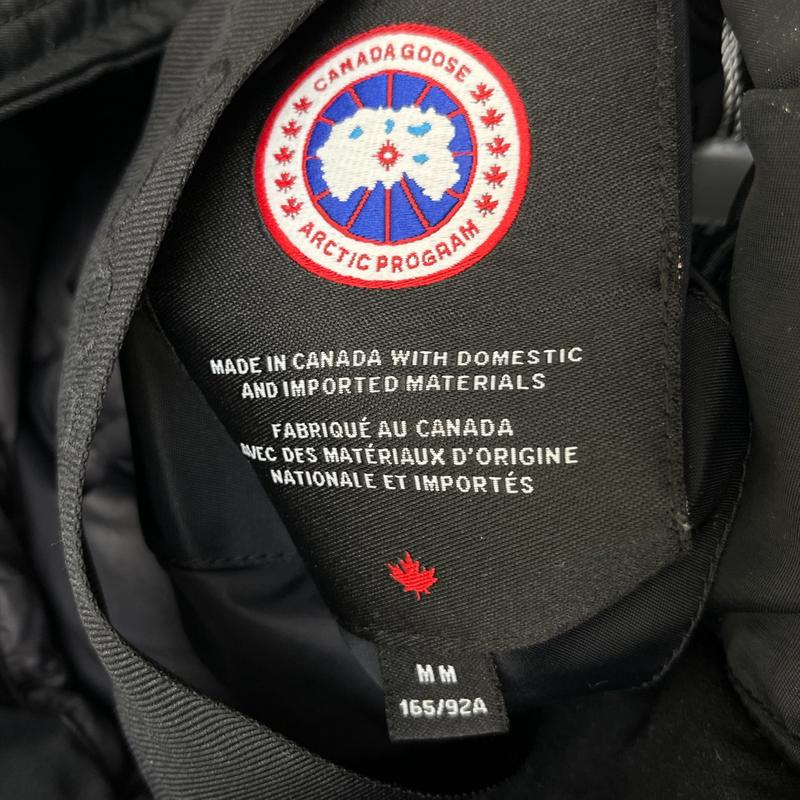 CANADA GOOSE
ARCTIC PROGRAM
MADE IN CANADA WITH DOMESTIC
AND IMPORTED MATERIALS
FABRIQUÉ AU CANADA
AVEC DES MATÉRIAUX D'ORIGINE
NATIONALE ET IMPORTÉS
M M
165/92A